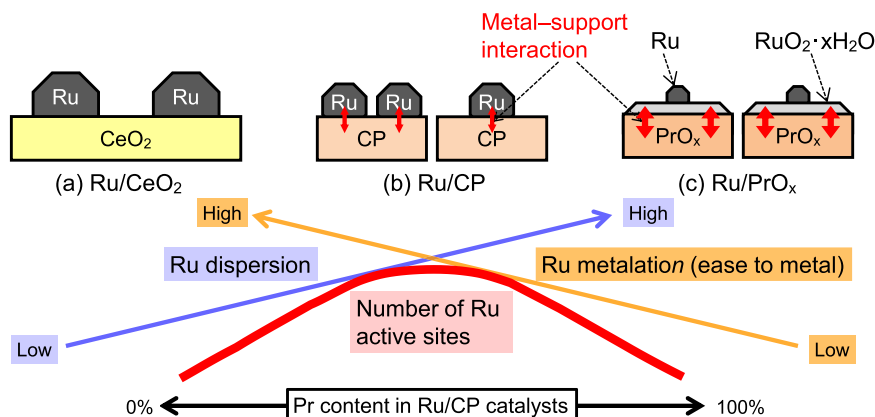 Metal–support
interaction
Ru
RuO₂·xH₂O
Ru
Ru
CeO₂
Ru
Ru
Ru
CP
CP
PrOₓ
PrOₓ
(a) Ru/CeO₂
(b) Ru/CP
(c) Ru/PrOₓ
High
High
Ru dispersion
Ru metalation (ease to metal)
Number of Ru
active sites
Low
Low
0%
Pr content in Ru/CP catalysts
100%